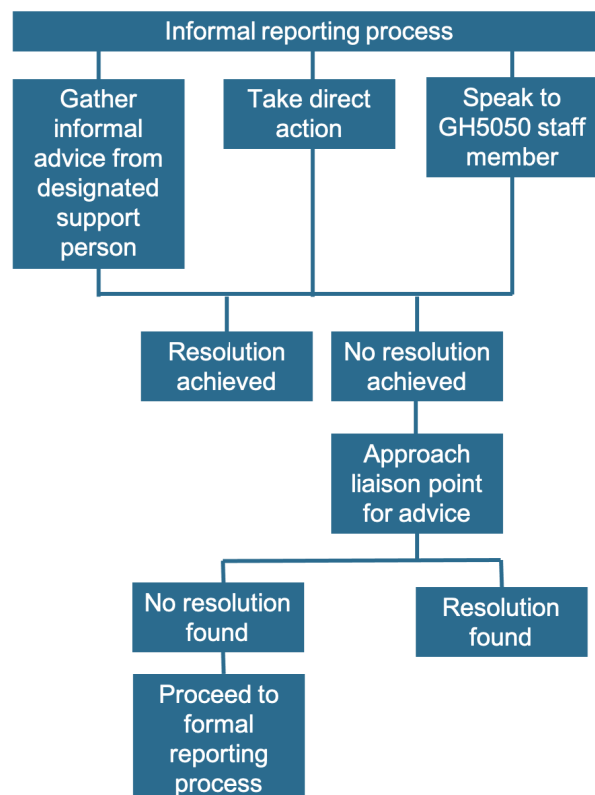 Informal reporting process
Gather
informal
advice from
designated
support
person
Take direct
action
Speak to
GH5050 staff
member
Resolution
achieved
No resolution
achieved
Approach
liaison point
for advice
No resolution
found
Resolution
found
Proceed to
formal
reporting
process